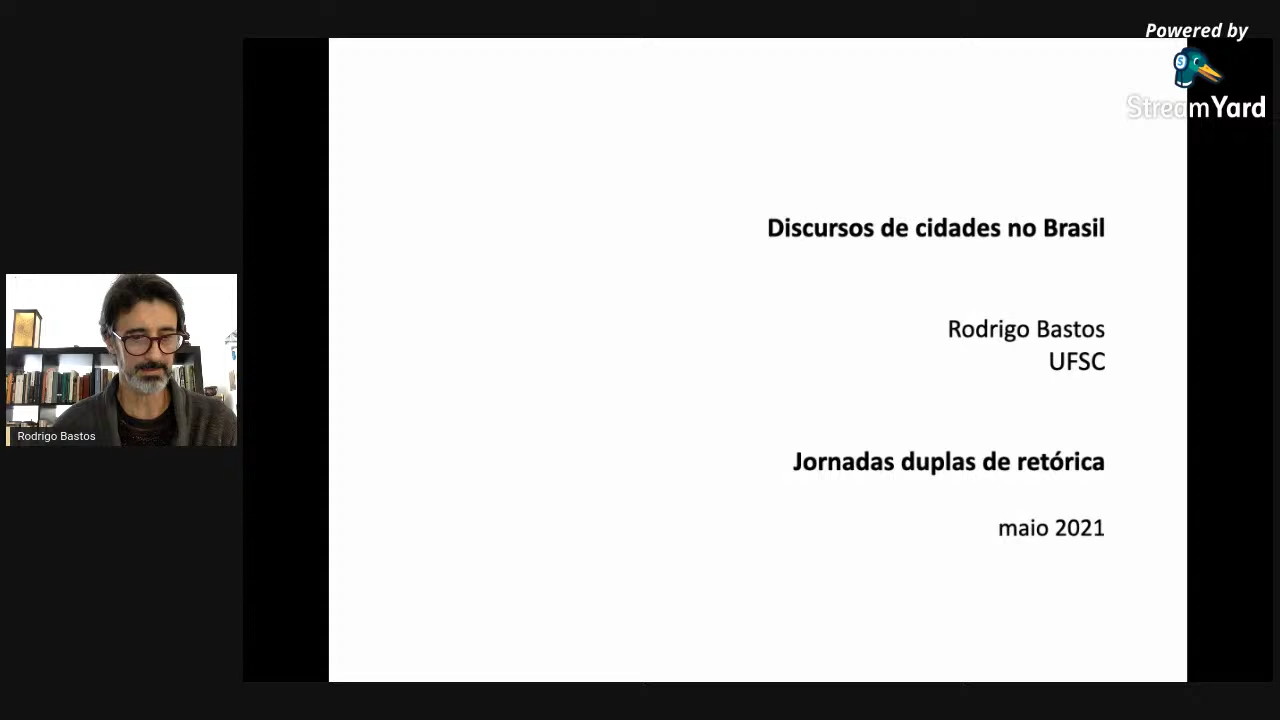 Powered by
StreamYard
Discursos de cidades no Brasil
Rodrigo Bastos
UFSC
Jornadas duplas de retórica
maio 2021
Rodrigo Bastos